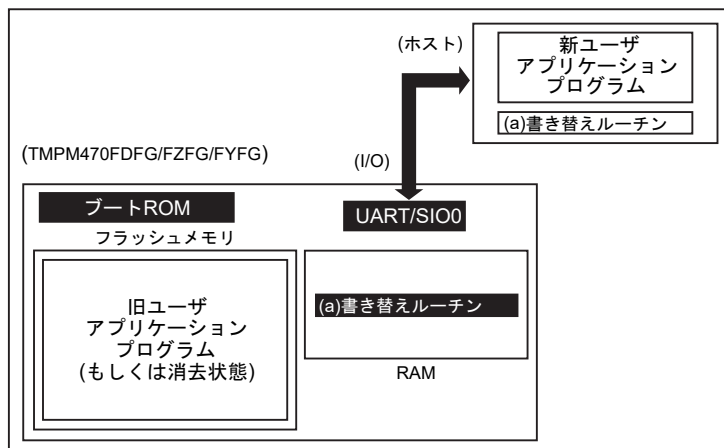 (ホスト)
新ユーザ
アプリケーション
プログラム
(a)書き替えルーチン
(TMPM470FDFG/FZFG/FYFG)
(I/O)
ブートROM
UART/SIO0
フラッシュメモリ
旧ユーザ
アプリケーション
プログラム
(もしくは消去状態)
(a)書き替えルーチン
RAM